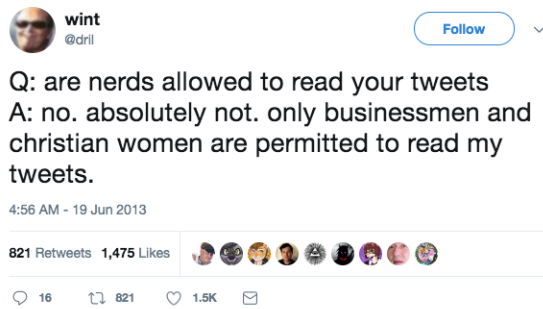 wint
@dril
Follow
Q: are nerds allowed to read your tweets
A: no. absolutely not. only businessmen and
christian women are permitted to read my
tweets.
4:56 AM - 19 Jun 2013
821 Retweets 1,475 Likes
16 821 1.5K